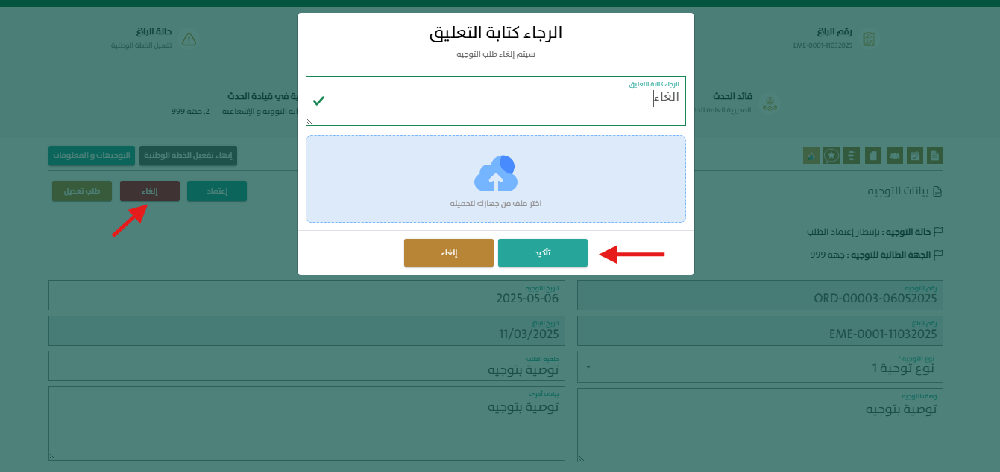 الرجاء كتابة التعليق
سيتم إلغاء طلب التوجيه
الرجاء كتابة التعليق
الغاء
اختر ملف من جهازك لتحميله
تأكيد
إلغاء
رقم البلاغ
EME-0001-11032025
حالة البلاغ
تفعيل الخطة الوطنية
قائد الحدث
المديرية العامة
في قيادة الحدث
النووية و الإشعاعية
2. جهة 999
إنهاء تفعيل الخطة الوطنية
التوجيهات و المعلومات
بيانات التوجيه
إعتماد
إلغاء
طلب تعديل
حالة التوجيه : بإنتظار إعتماد الطلب
الجهة الطالبة للتوجيه : جهة 999
رقم التوجيه
ORD-00003-06052025
تاريخ التوجيه
2025-05-06
رقم البلاغ
EME-0001-11032025
تاريخ البلاغ
11/03/2025
نوع التوجيه *
نوع توجية 1
خلفية الطلب
توصية بتوجيه
وصف التوجيه
توصية بتوجيه
بيانات أخرى
توصية بتوجيه